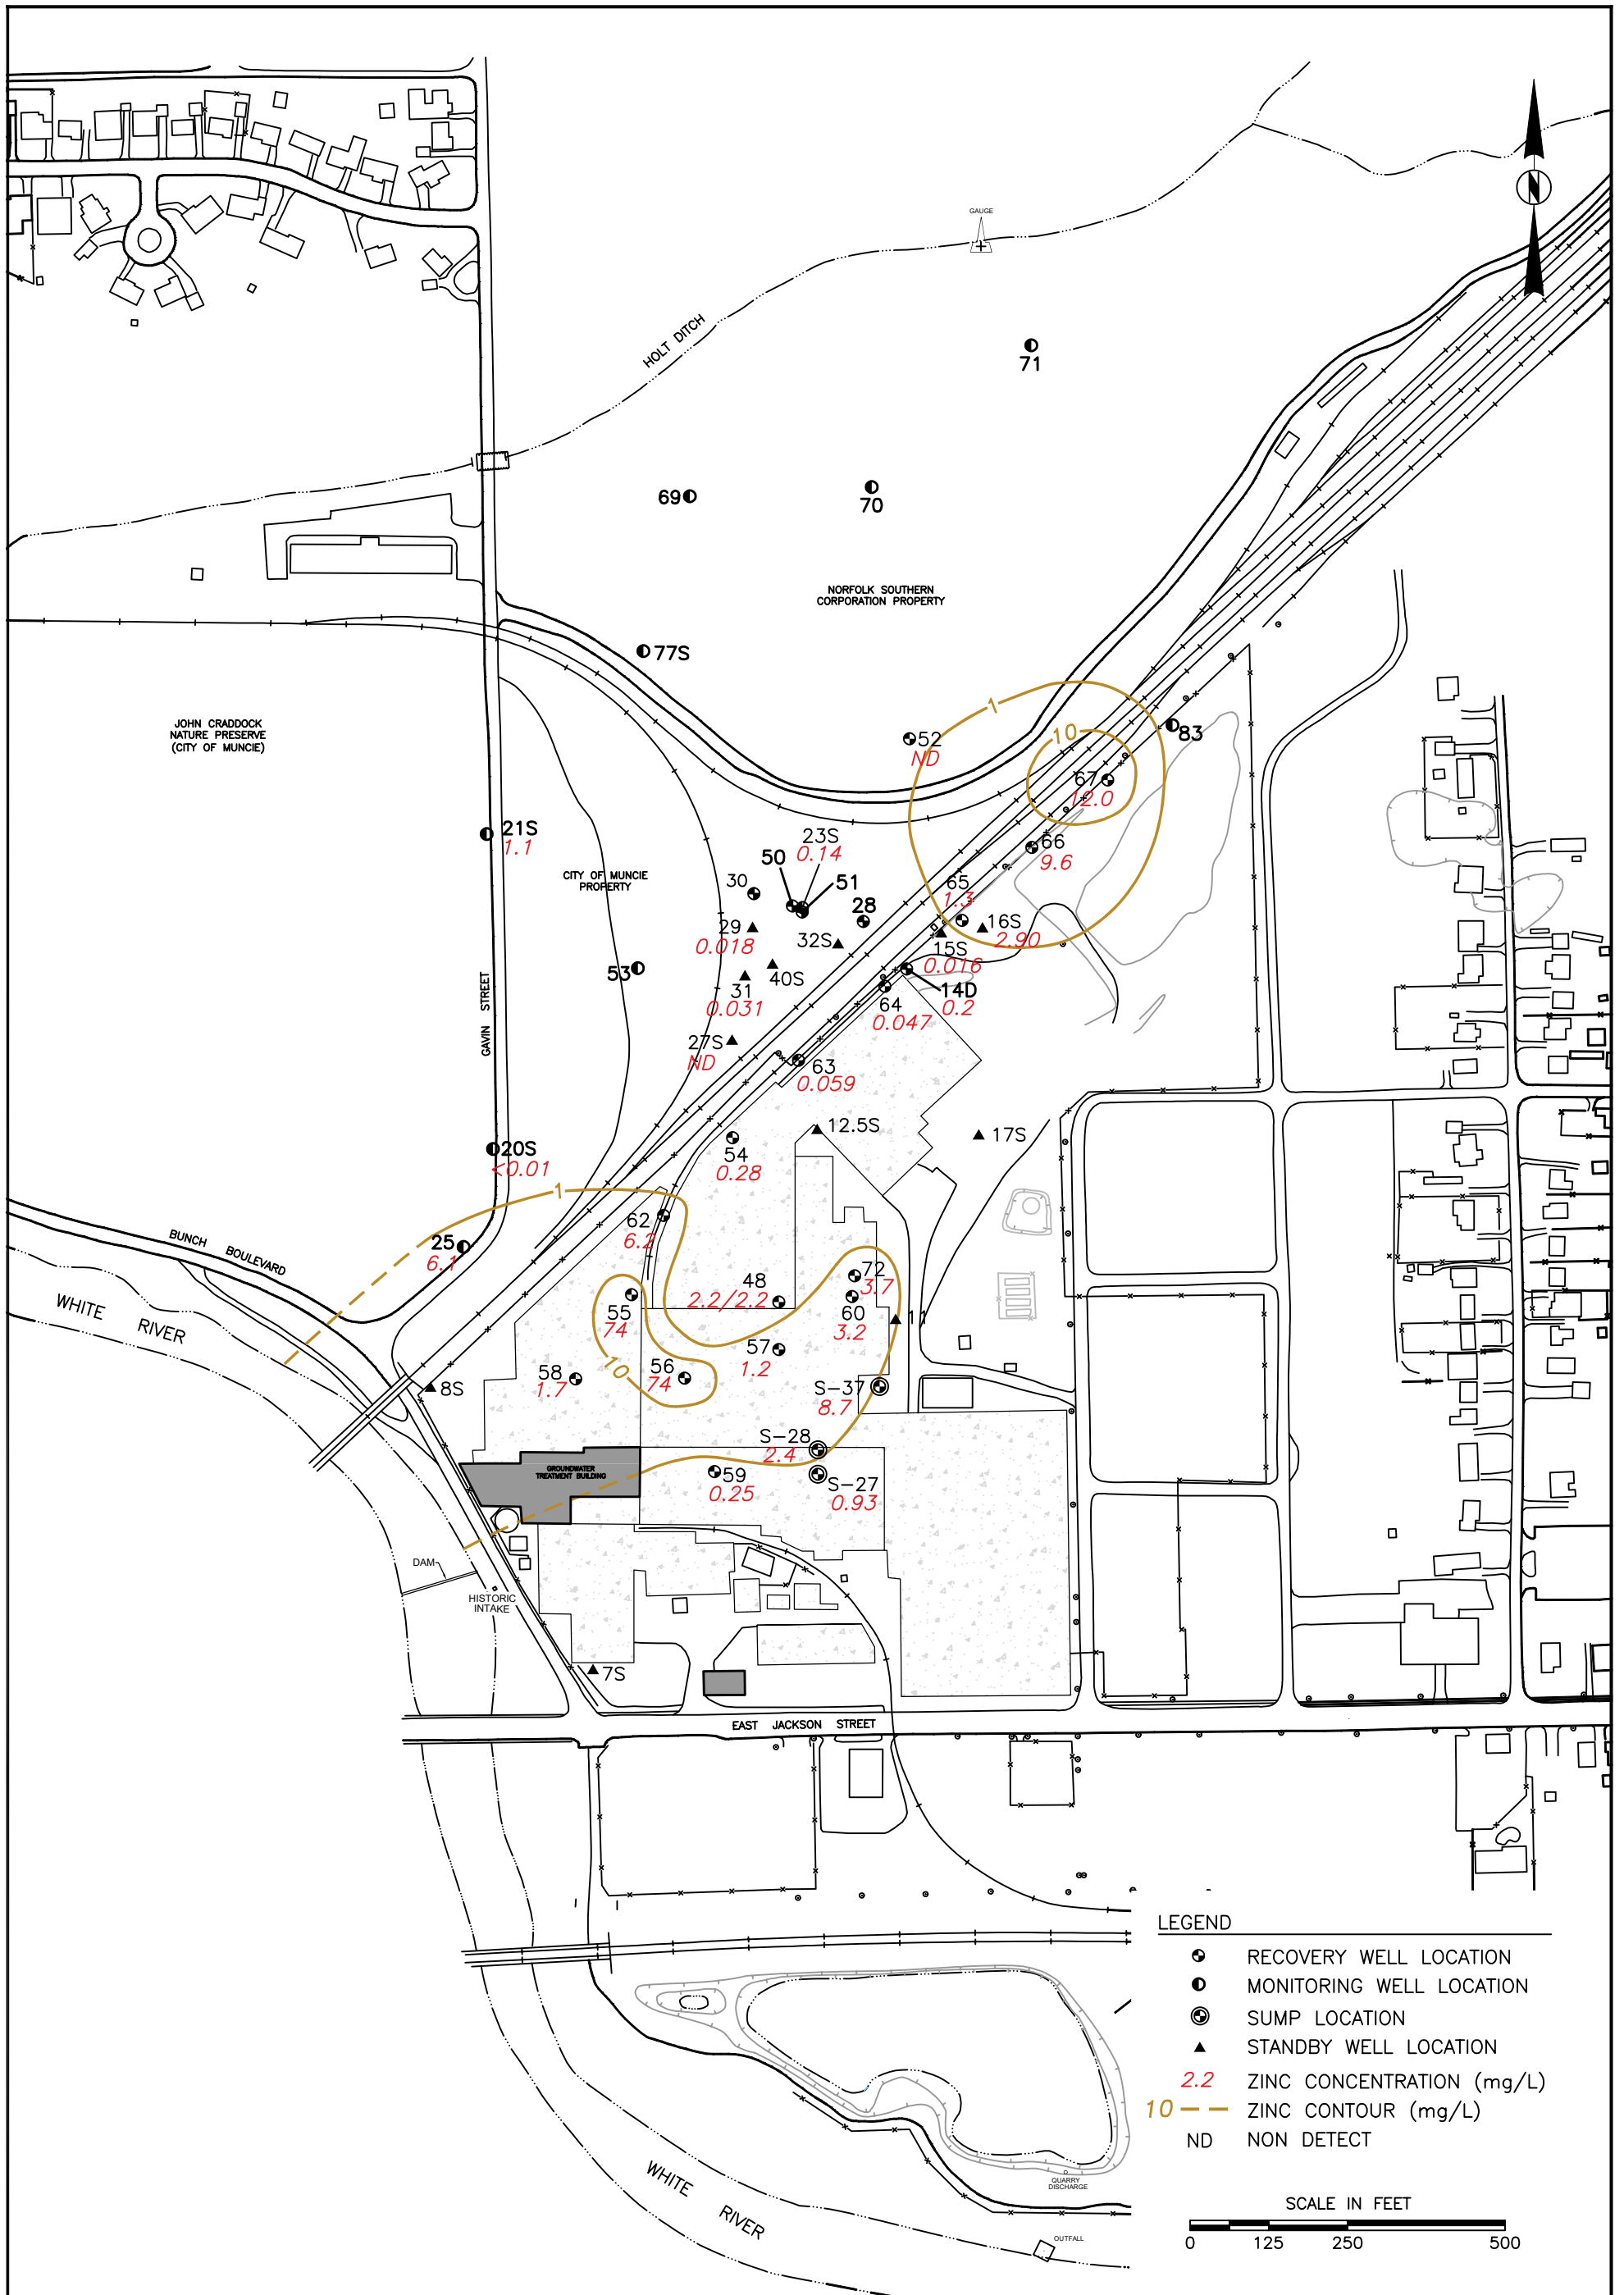 GAUGE
HOLT DITCH
71
69
70
NORFOLK SOUTHERN
CORPORATION PROPERTY
77S
JOHN CRADDOCK
NATURE PRESERVE
(CITY OF MUNCIE)
1
10
52
ND
83
67
12.0
21S
1.1
23S
0.14
66
9.6
50
CITY OF MUNCIE
PROPERTY
30
51
65
1.3
28
29
0.018
32S
16S
2.90
15S
0.016
53
40S
31
0.031
14D
0.2
64
0.047
GAVIN STREET
27S
ND
63
0.059
12.5S
17S
20S
<0.01
54
0.28
1
62
6.2
BUNCH BOULEVARD
25
6.1
WHITE RIVER
72
3.7
48
2.2/2.2
55
74
60
3.2
11
57
1.2
10
56
74
58
1.7
8S
S-37
8.7
S-28
2.4
GROUNDWATER
TREATMENT BUILDING
59
0.25
S-27
0.93
DAM
HISTORIC
INTAKE
7S
EAST JACKSON STREET
LEGEND
RECOVERY WELL LOCATION
MONITORING WELL LOCATION
SUMP LOCATION
STANDBY WELL LOCATION
2.2 ZINC CONCENTRATION (mg/L)
10 ZINC CONTOUR (mg/L)
ND NON DETECT
QUARRY
DISCHARGE
WHITE RIVER
OUTFALL
SCALE IN FEET
0 125 250 500